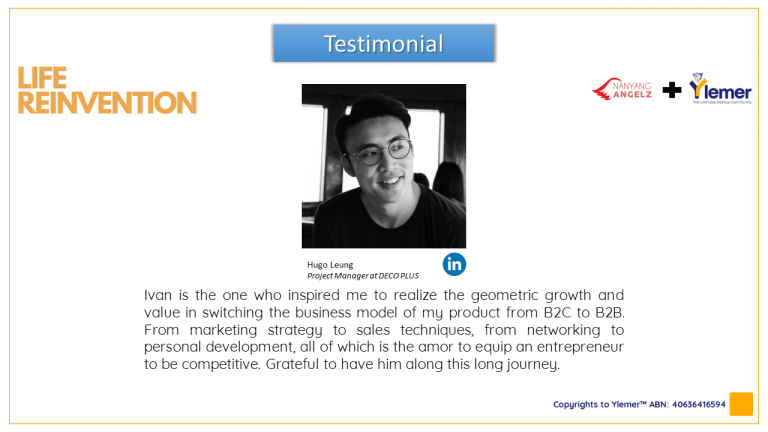 Testimonial
LIFE
REINVENTION
NANYANG
ANGELZ
+
Ylemer
The ultimate startup community
Hugo Leung
in
Project Manager at DECO PLUS
Ivan is the one who inspired me to realize the geometric growth and
value in switching the business model of my product from B2C to B2B.
From marketing strategy to sales techniques, from networking to
personal development, all of which is the amor to equip an entrepreneur
to be competitive. Grateful to have him along this long journey.
Copyrights to Ylemer™ ABN: 40636416594